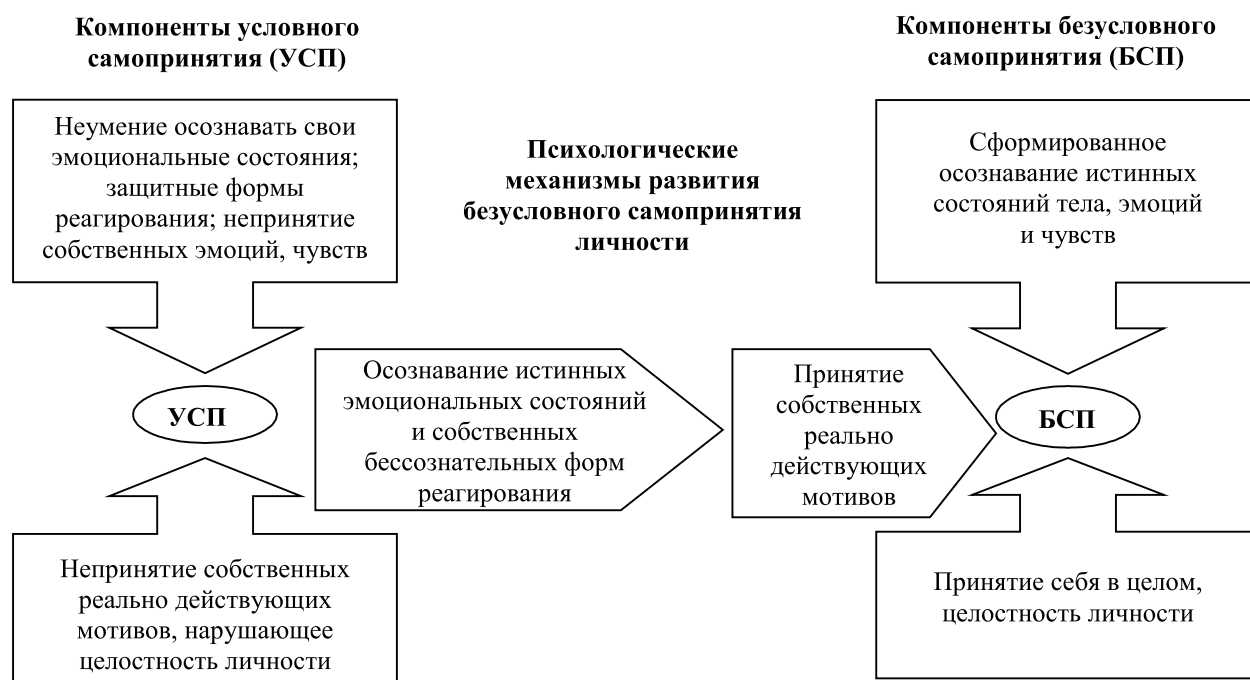 Компоненты условного
самопринятия (УСП)
Компоненты безусловного
самопринятия (БСП)
Неумение осознавать свои
эмоциональные состояния;
защитные формы
реагирования; непринятие
собственных эмоций, чувств
Психологические
механизмы развития
безусловного самопринятия
личности
Сформированное
осознавание истинных
состояний тела, эмоций
и чувств
УСП
Осознавание истинных
эмоциональных состояний
и собственных
бессознательных форм
реагирования
Принятие
собственных
реально
действующих
мотивов
БСП
Непринятие собственных
реально действующих
мотивов, нарушающее
целостность личности
Принятие себя в целом,
целостность личности